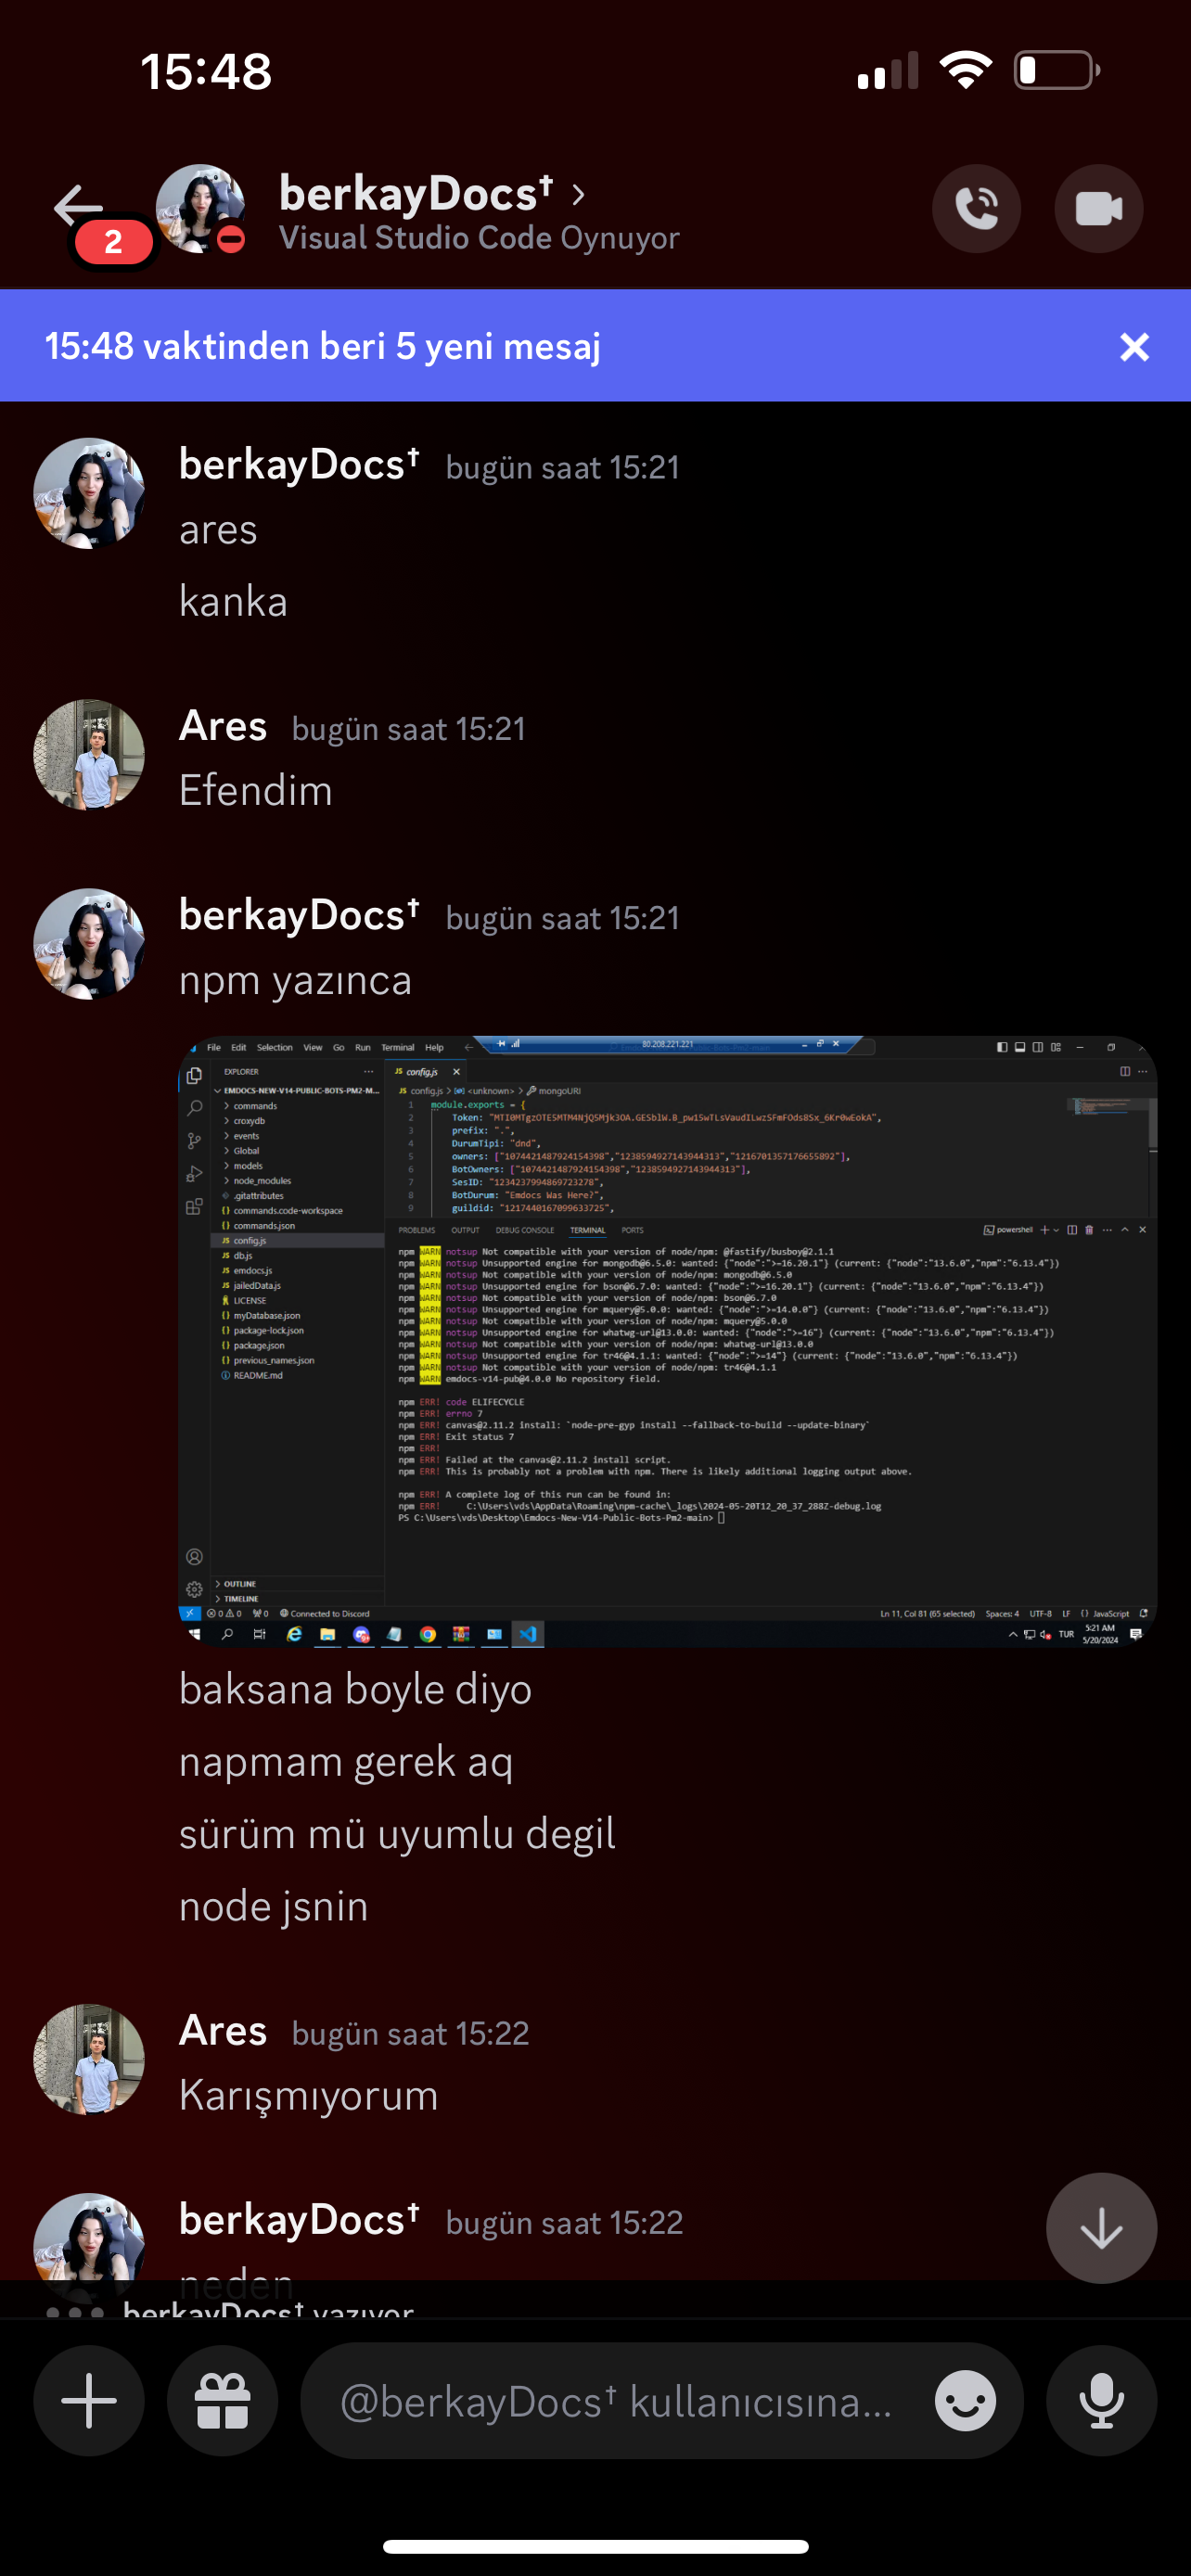 15:48
berkayDocs† ›
2
Visual Studio Code Oynuyor
15:48 vaktinden beri 5 yeni mesaj
berkayDocs† bugün saat 15:21
ares
kanka
Ares bugün saat 15:21
Efendim
berkayDocs† bugün saat 15:21
npm yazınca
File Edit Selection View Go Run Terminal Help
80.208.221.221
EXPLORER
JS config.js
EMDOCS-NEW-V14-PUBLIC-BOTS-PM2-M...
JS config.js > <unknown> > mongoURI
commands
croxydb
events
Global
models
node_modules
.gitattributes
commands.code-workspace
commands.json
config.js
db.js
emdocs.js
jailedData.js
LICENSE
myDatabase.json
package-lock.json
package.json
previous_names.json
README.md
1 module.exports = {
2 Token:
3 prefix: ".",
4 DurumTipi: "dnd",
5 owners: ["1074421487924154398","1238594927143944313","1216701357176655892"],
6 BotOwners: ["1074421487924154398","1238594927143944313"],
7 SesID: "1234237994869723278",
8 BotDurum: "Emdocs Was Here?",
9 guildid: "1217440167099633725",
PROBLEMS OUTPUT DEBUG CONSOLE TERMINAL PORTS
powershell
npm WARN notsup Not compatible with your version of node/npm: @fastify/busboy@2.1.1
npm WARN notsup Unsupported engine for mongodb@6.5.0: wanted: {"node":">=16.20.1"} (current: {"node":"13.6.0","npm":"6.13.4"})
npm WARN notsup Not compatible with your version of node/npm: mongodb@6.5.0
npm WARN notsup Unsupported engine for bson@6.7.0: wanted: {"node":">=16.20.1"} (current: {"node":"13.6.0","npm":"6.13.4"})
npm WARN notsup Not compatible with your version of node/npm: bson@6.7.0
npm WARN notsup Unsupported engine for mquery@5.0.0: wanted: {"node":">=14.0.0"} (current: {"node":"13.6.0","npm":"6.13.4"})
npm WARN notsup Not compatible with your version of node/npm: mquery@5.0.0
npm WARN notsup Unsupported engine for whatwg-url@13.0.0: wanted: {"node":">=16"} (current: {"node":"13.6.0","npm":"6.13.4"})
npm WARN notsup Not compatible with your version of node/npm: whatwg-url@13.0.0
npm WARN notsup Unsupported engine for tr46@4.1.1: wanted: {"node":">=14"} (current: {"node":"13.6.0","npm":"6.13.4"})
npm WARN notsup Not compatible with your version of node/npm: tr46@4.1.1
npm WARN emdocs-v14-pub@4.0.0 No repository field.
npm ERR! code ELIFECYCLE
npm ERR! errno 7
npm ERR! canvas@2.11.2 install: `node-pre-gyp install --fallback-to-build --update-binary`
npm ERR! Exit status 7
npm ERR!
npm ERR! Failed at the canvas@2.11.2 install script.
npm ERR! This is probably not a problem with npm. There is likely additional logging output above.
npm ERR! A complete log of this run can be found in:
npm ERR! C:\Users\vds\AppData\Roaming\npm-cache\_logs\2024-05-20T12_20_37_288Z-debug.log
PS C:\Users\vds\Desktop\Emdocs-New-V14-Public-Bots-Pm2-main>
OUTLINE
TIMELINE
0 0 0 Connected to Discord
Ln 11, Col 81 (65 selected) Spaces: 4 UTF-8 LF {} JavaScript
TUR 5:21 AM
5/20/2024
baksana boyle diyo
napmam gerek aq
sürüm mü uyumlu degil
node jsnin
Ares bugün saat 15:22
Karışmıyorum
berkayDocs† bugün saat 15:22
neden
berkayDocs† yazıyor
@berkayDocs† kullanıcısına...